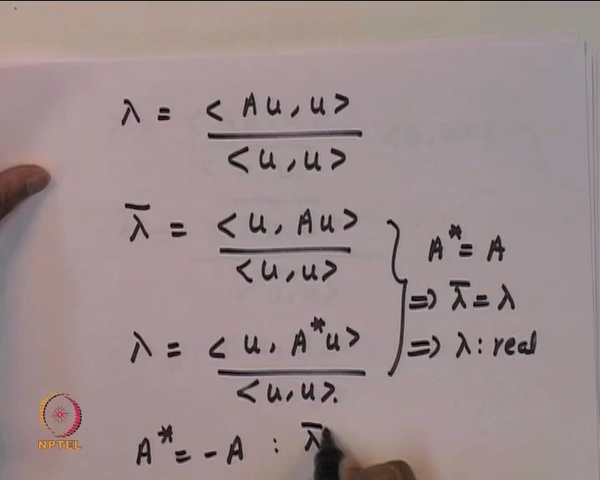 λ = <Au, u>
<u, u>
λ̄ = <u, Au>
<u, u>
λ = <u, A*u>
<u, u>.
A* = A
=> λ̄ = λ
=> λ : real
A* = -A : λ̄
NPTEL